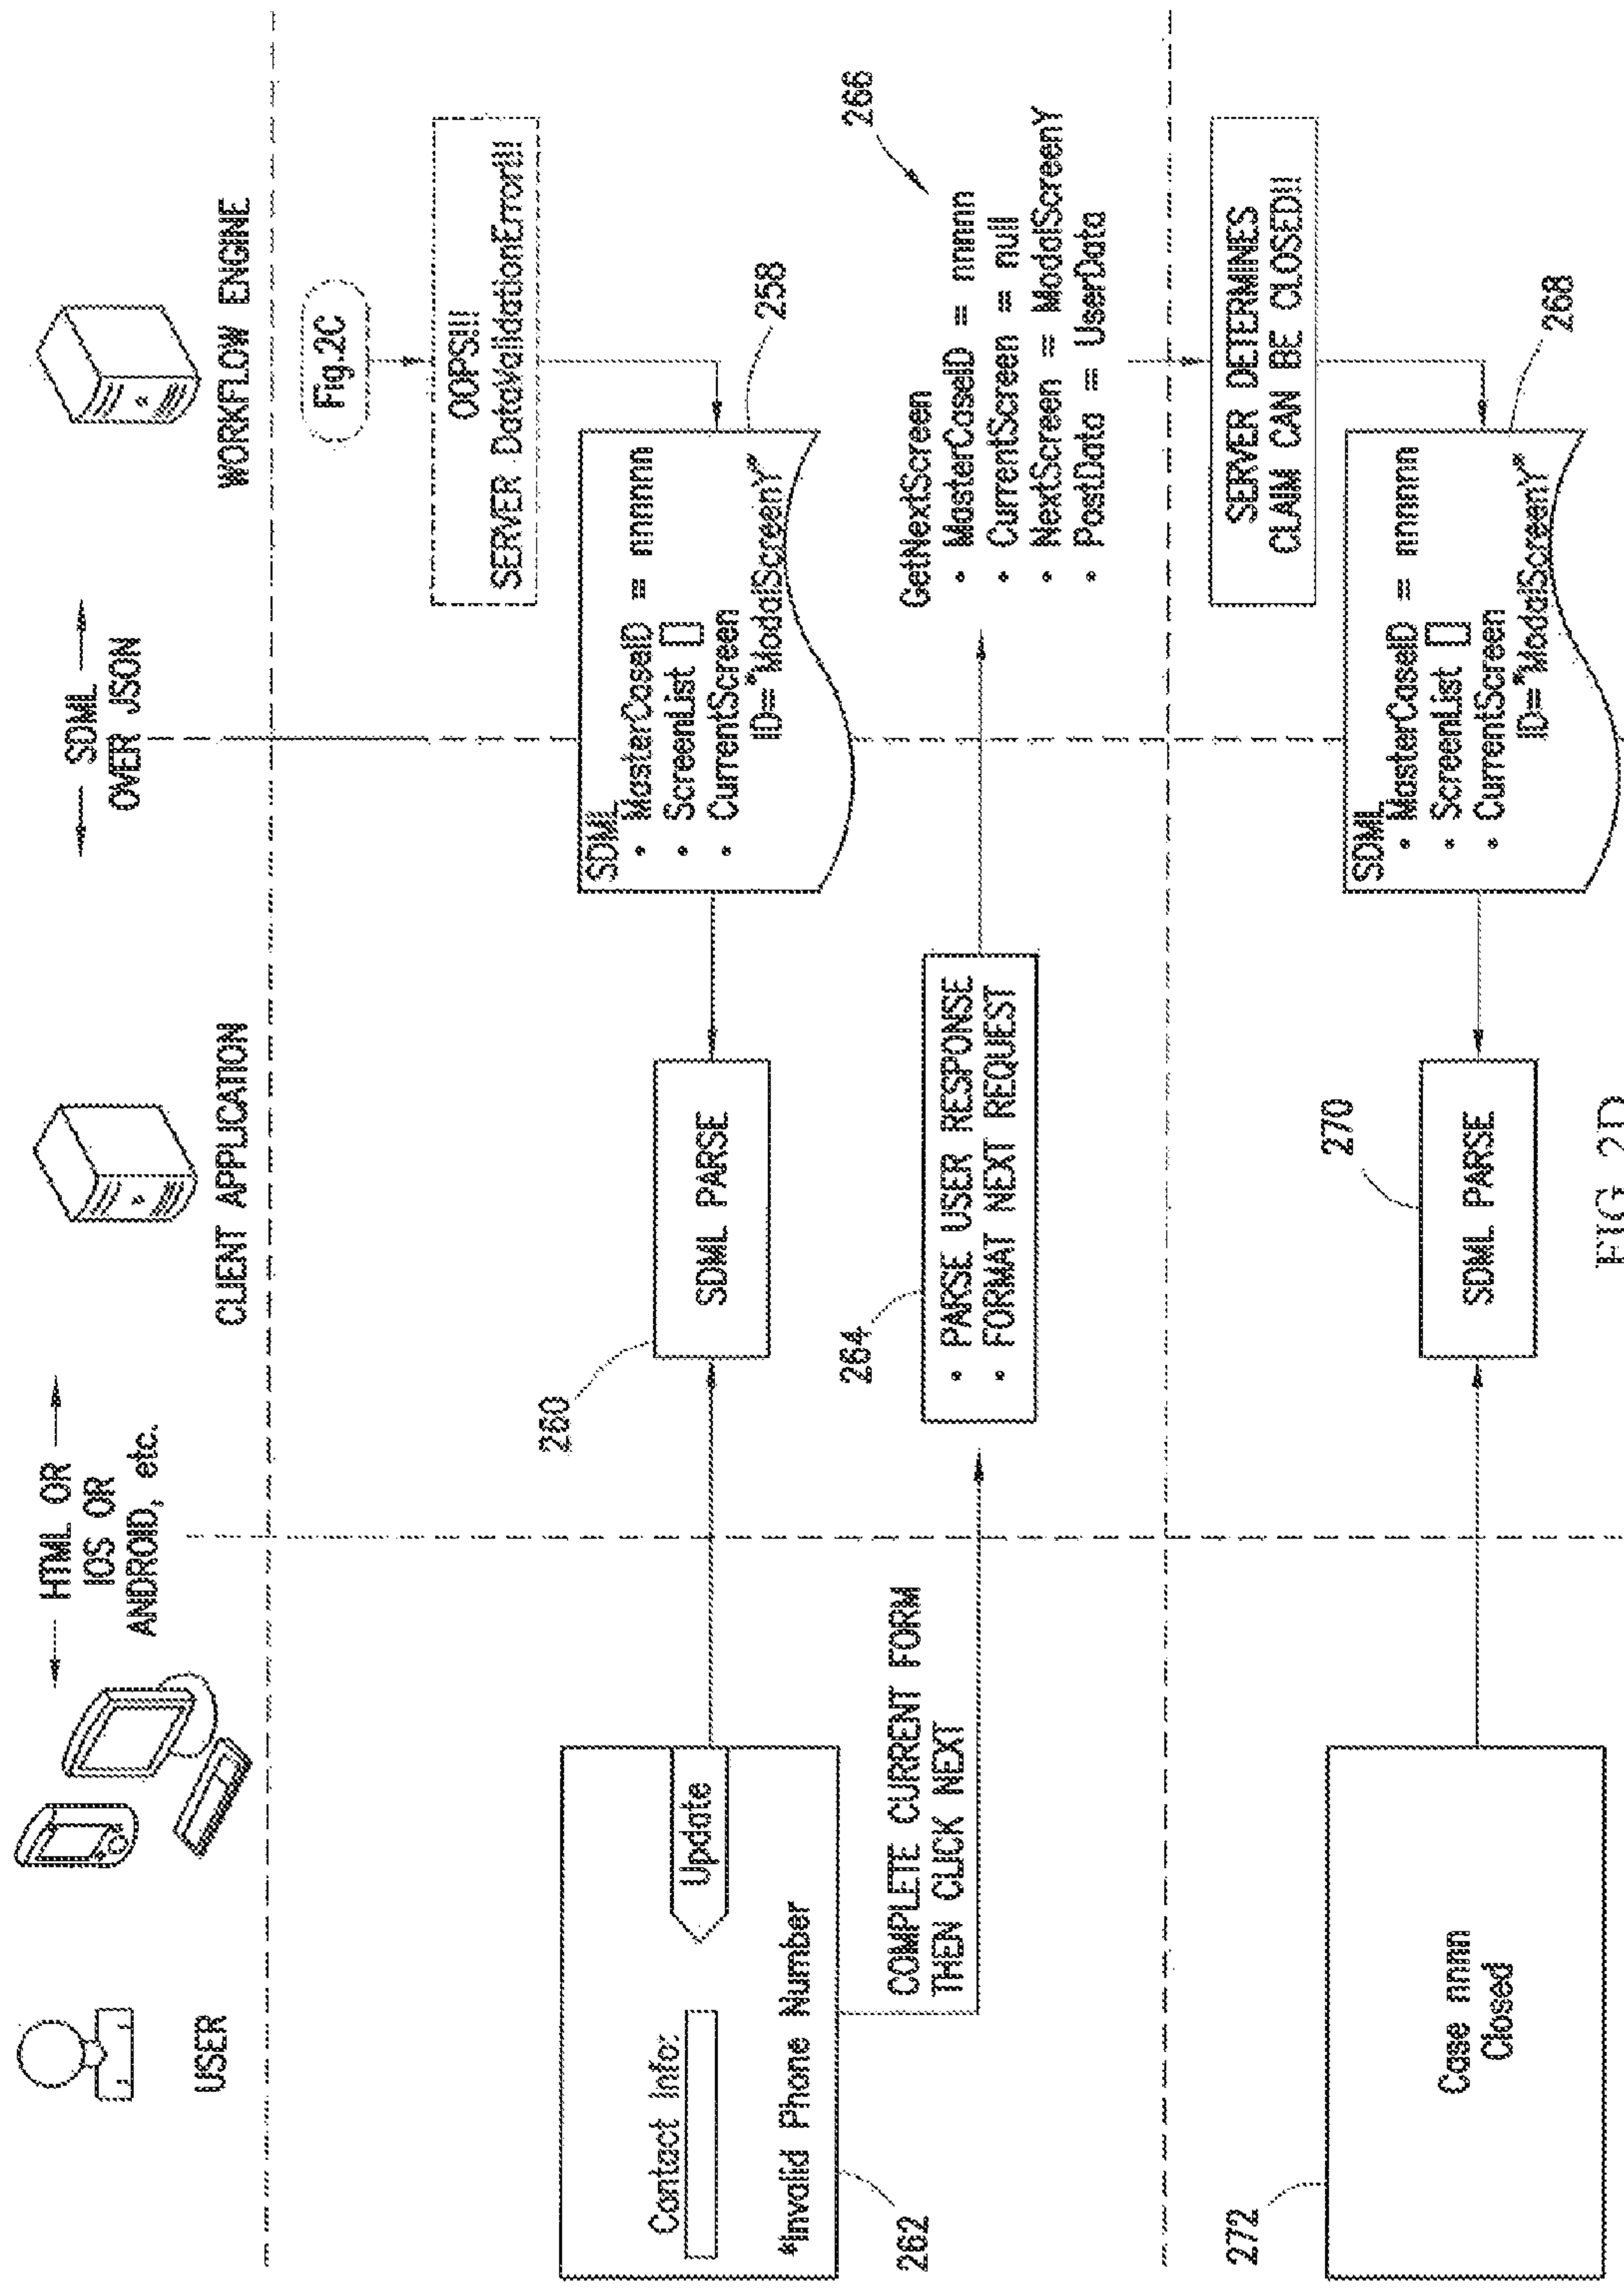 USER
HTML OR
IOS OR
ANDROID, etc.
CLIENT APPLICATION
SDML
OVER JSON
WORKFLOW ENGINE
Fig.2C
OOPS!!!
SERVER DataValidationError!!!
258
SDML
• MasterCaseID = nnnnn
• ScreenList []
• CurrentScreen
ID="ModalScreenY"
260
SDML PARSE
Contact Info:
Update
*Invalid Phone Number
262
COMPLETE CURRENT FORM
THEN CLICK NEXT
264
• PARSE USER RESPONSE
• FORMAT NEXT REQUEST
266
GetNextScreen
• MasterCaseID = nnnnn
• CurrentScreen = null
• NextScreen = ModalScreenY
• PostData = UserData
SERVER DETERMINES
CLAIM CAN BE CLOSED!!!
268
SDML
• MasterCaseID = nnnnn
• ScreenList []
• CurrentScreen
ID="ModalScreenY"
270
SDML PARSE
272
Case nnnn
Closed
FIG. 2D